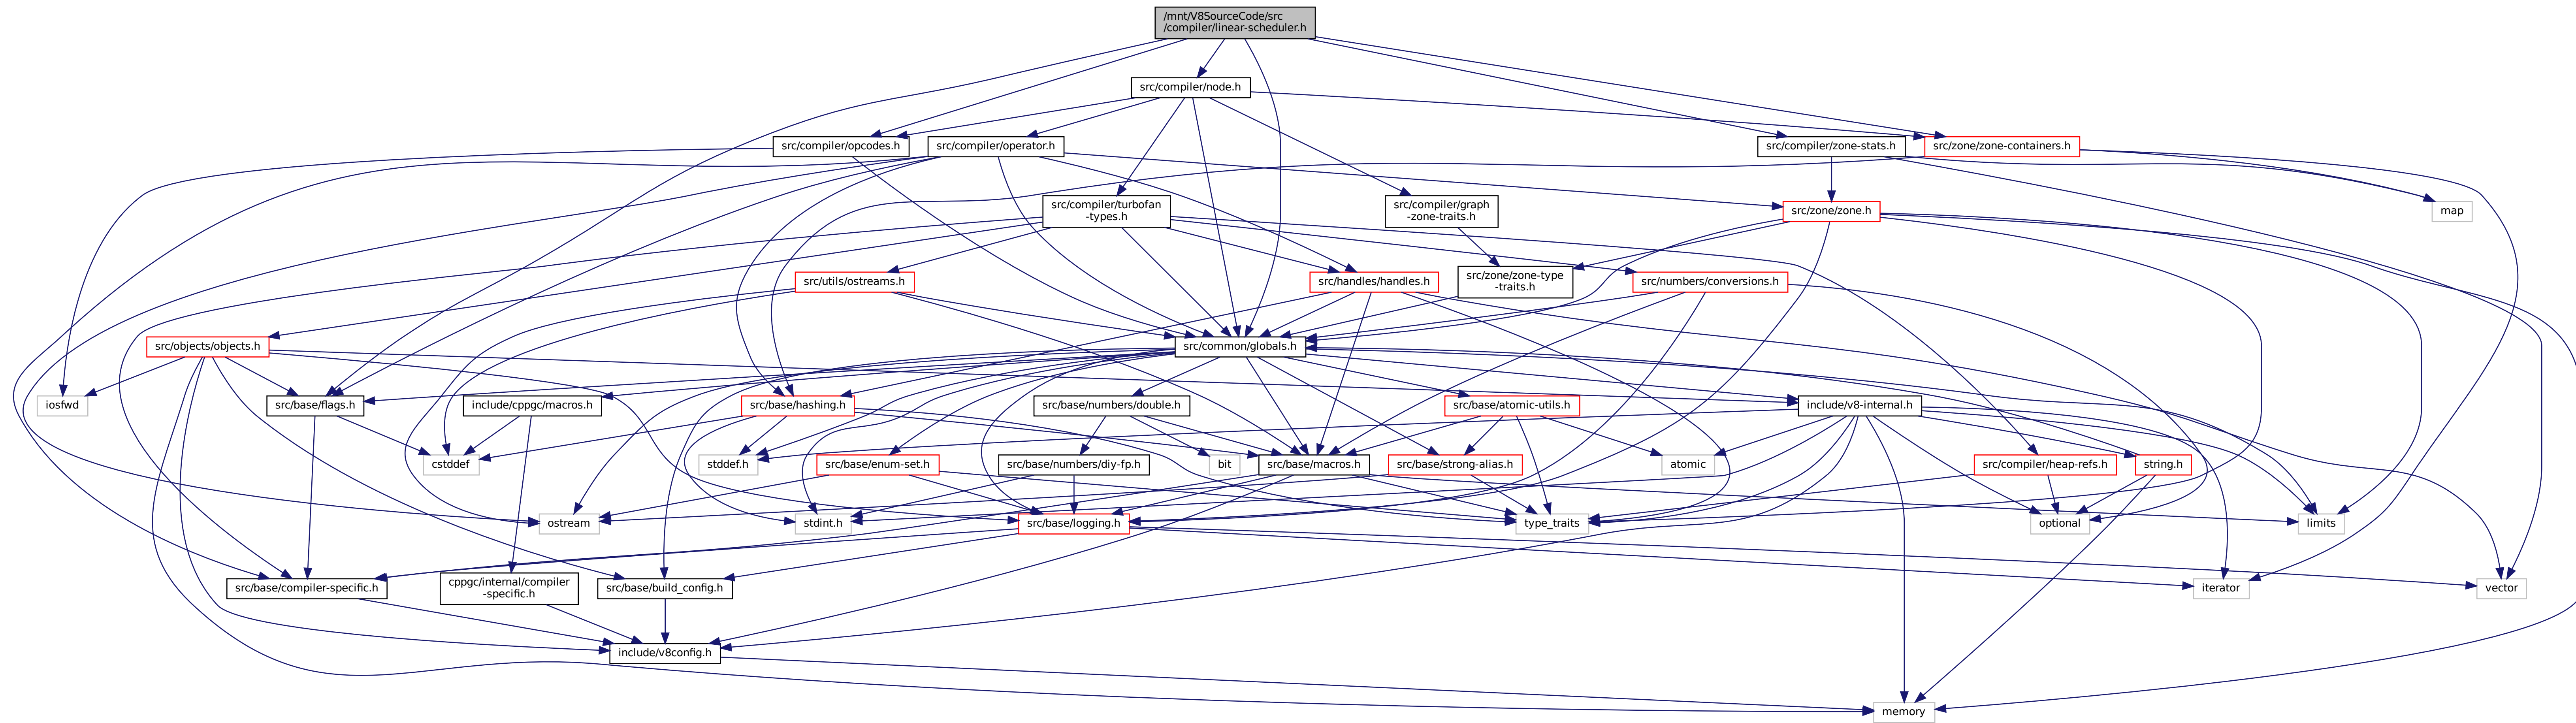 /mnt/V8SourceCode/src
/compiler/linear-scheduler.h
src/compiler/node.h
src/compiler/opcodes.h
src/compiler/operator.h
src/compiler/zone-stats.h
src/zone/zone-containers.h
src/compiler/turbofan
-types.h
src/compiler/graph
-zone-traits.h
src/zone/zone.h
map
src/utils/ostreams.h
src/handles/handles.h
src/zone/zone-type
-traits.h
src/numbers/conversions.h
src/objects/objects.h
src/common/globals.h
iosfwd
src/base/flags.h
include/cppgc/macros.h
src/base/hashing.h
src/base/numbers/double.h
src/base/atomic-utils.h
include/v8-internal.h
cstddef
stddef.h
src/base/enum-set.h
src/base/numbers/diy-fp.h
bit
src/base/macros.h
src/base/strong-alias.h
atomic
src/compiler/heap-refs.h
string.h
ostream
stdint.h
src/base/logging.h
type_traits
optional
limits
src/base/compiler-specific.h
cppgc/internal/compiler
-specific.h
src/base/build_config.h
iterator
vector
include/v8config.h
memory